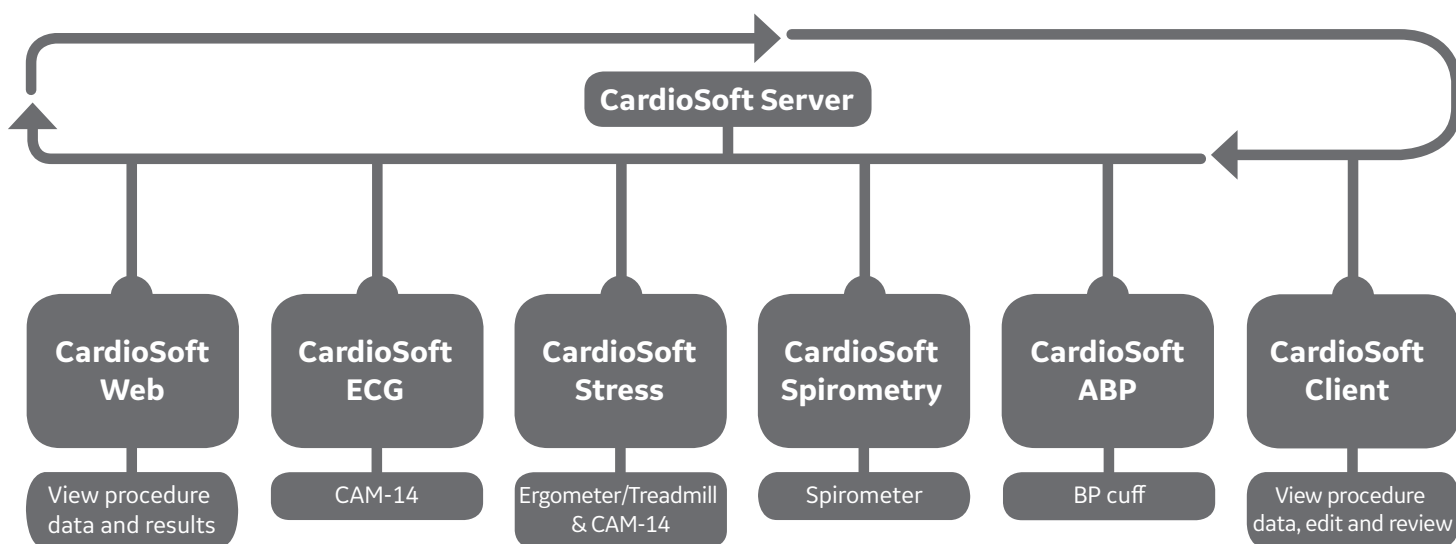 CardioSoft Server
CardioSoft
Web
CardioSoft
ECG
CardioSoft
Stress
CardioSoft
Spirometry
CardioSoft
ABP
CardioSoft
Client
View procedure
data and results
CAM-14
Ergometer/Treadmill
& CAM-14
Spirometer
BP cuff
View procedure
data, edit and review